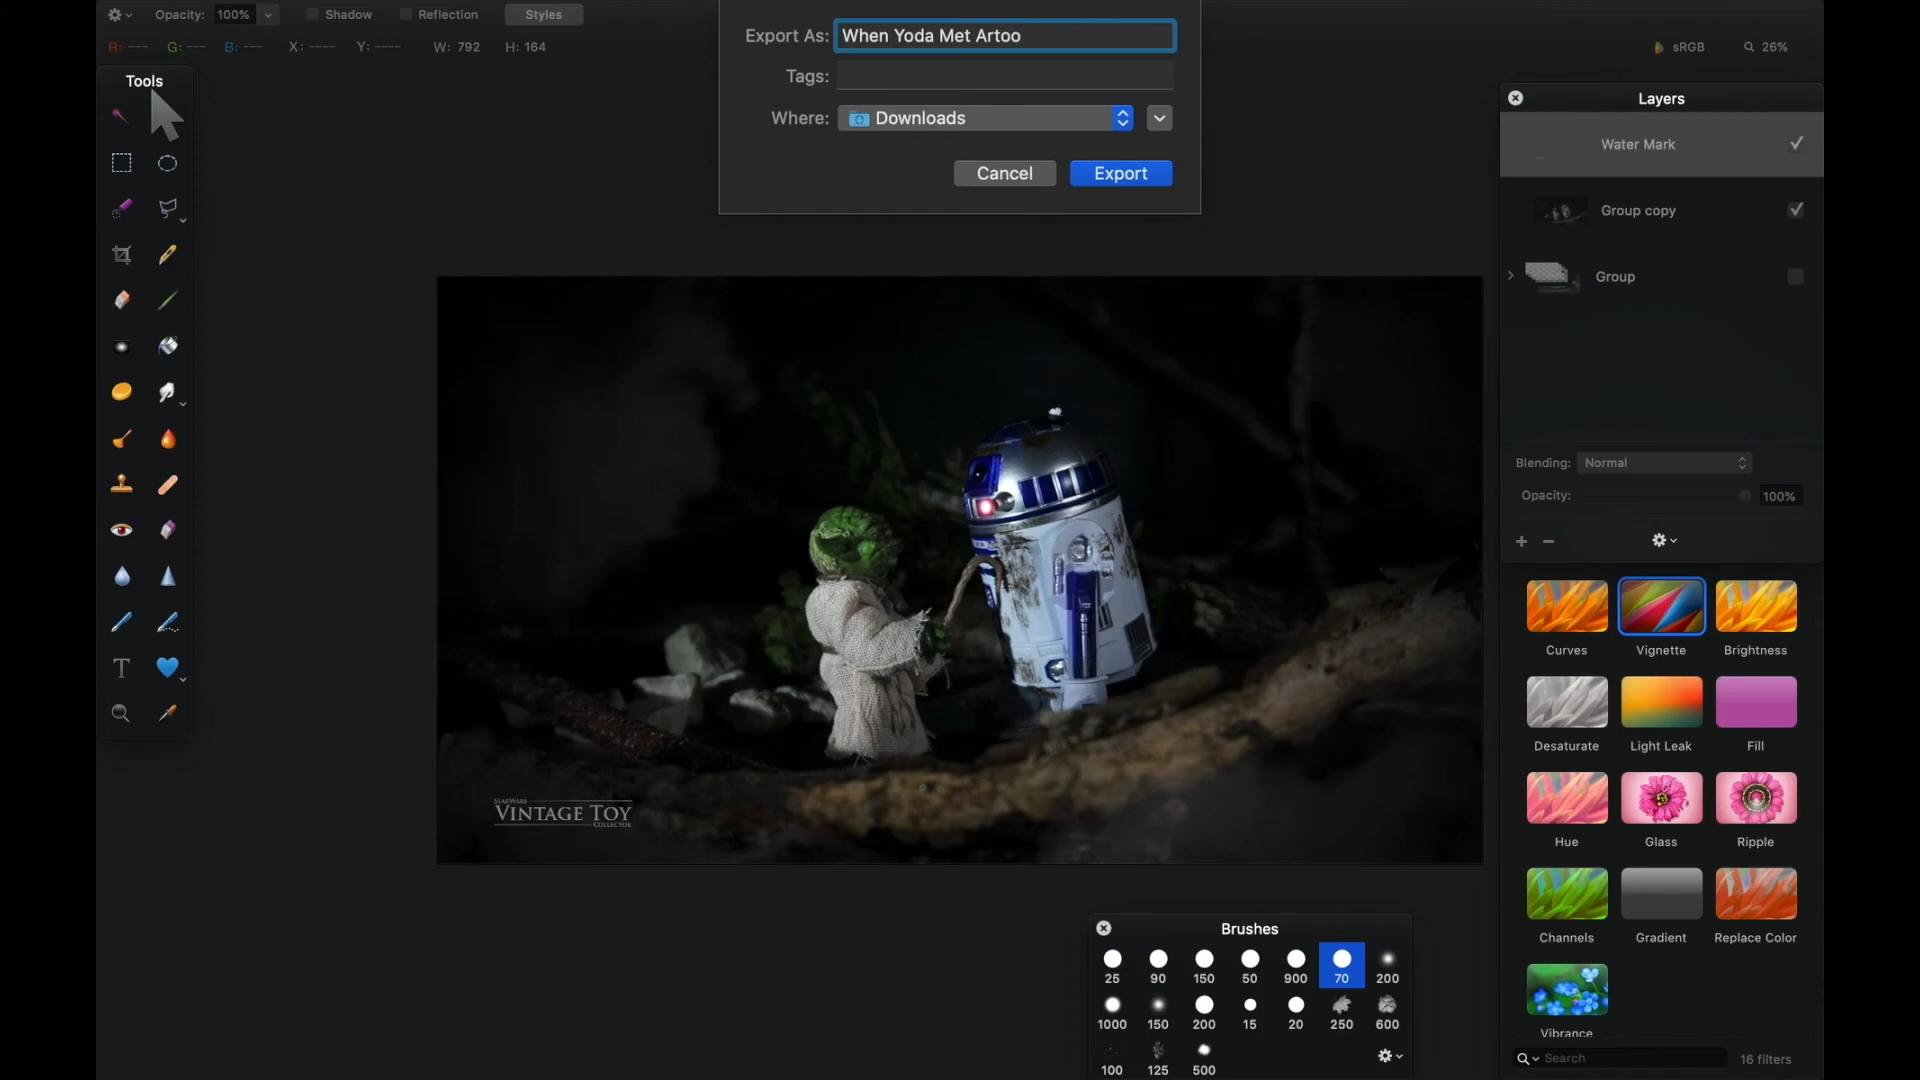 Opacity: 100% Shadow Reflection Styles
R: --- G: --- B: --- X: ---- Y: ---- W: 792 H: 164
sRGB 26%
Export As: When Yoda Met Artoo
Tags:
Where: Downloads
Cancel Export
Tools
T
STARWARS
VINTAGE TOY
COLLECTOR
Layers
Water Mark
Group copy
Group
Blending: Normal
Opacity: 100%
Curves Vignette Brightness
Desaturate Light Leak Fill
Hue Glass Ripple
Channels Gradient Replace Color
Vibrance
Search 16 filters
Brushes
25 90 150 50 900 70 200
1000 150 200 15 20 250 600
100 125 500